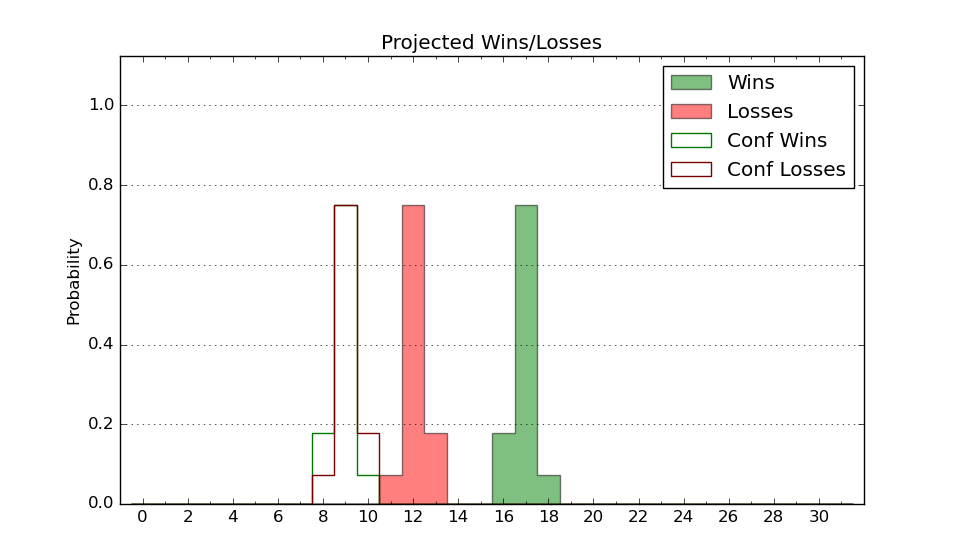 Projected Wins/Losses
Wins
Losses
Conf Wins
Conf Losses
Probability
1.0
0.8
0.6
0.4
0.2
0.0
0 2 4 6 8 10 12 14 16 18 20 22 24 26 28 30